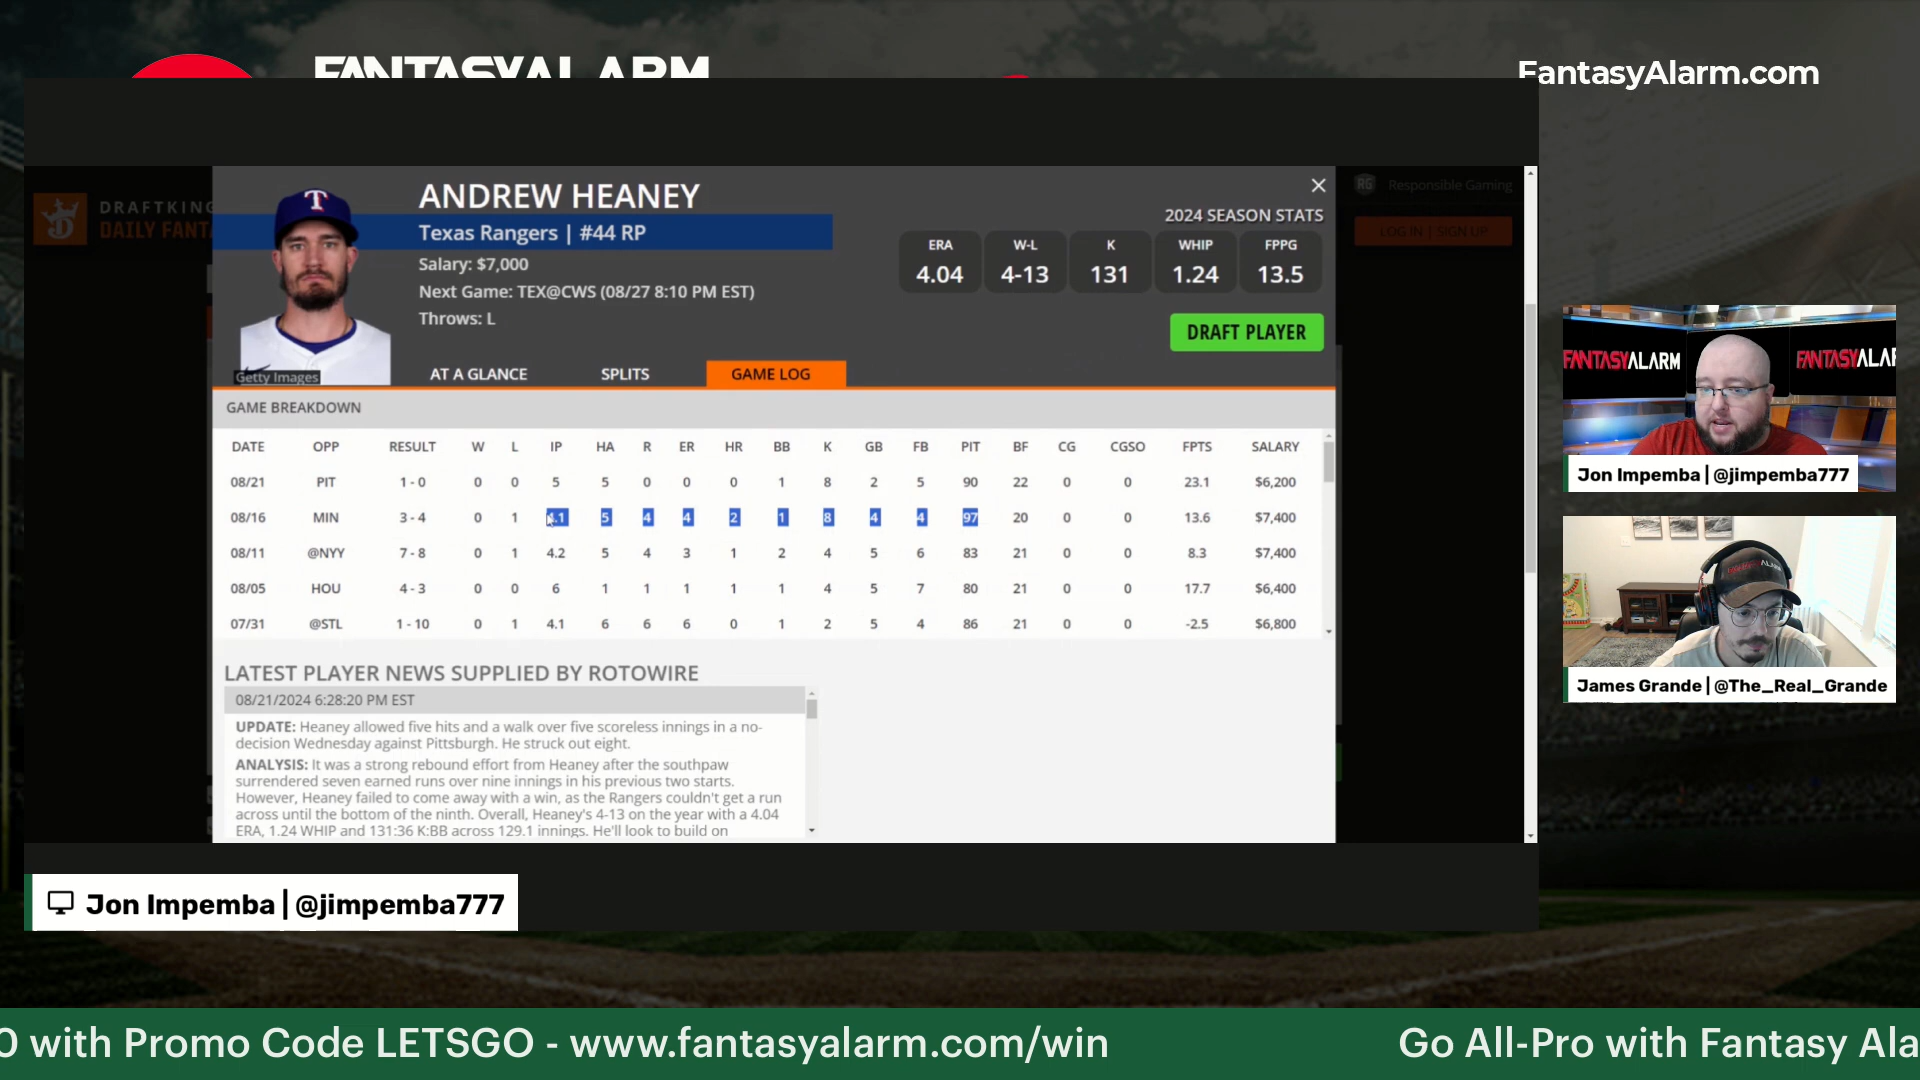 FANTASYALARM
FantasyAlarm.com
DRAFTKING
DAILY FANT
RG Responsible Gaming
LOG IN | SIGN UP
T
ANDREW HEANEY
Texas Rangers | #44 RP
Salary: $7,000
Next Game: TEX@CWS (08/27 8:10 PM EST)
Throws: L
Getty Images
2024 SEASON STATS
ERA W-L K WHIP FPPG
4.04 4-13 131 1.24 13.5
DRAFT PLAYER
AT A GLANCE SPLITS GAME LOG
GAME BREAKDOWN
DATE OPP RESULT W L IP HA R ER HR BB K GB FB PIT BF CG CGSO FPTS SALARY
08/21 PIT 1 - 0 0 0 5 5 0 0 0 1 8 2 5 90 22 0 0 23.1 $6,200
08/16 MIN 3 - 4 0 1 4.1 5 4 4 2 1 8 4 4 97 20 0 0 13.6 $7,400
08/11 @NYY 7 - 8 0 1 4.2 5 4 3 1 2 4 5 6 83 21 0 0 8.3 $7,400
08/05 HOU 4 - 3 0 0 6 1 1 1 1 1 4 5 7 80 21 0 0 17.7 $6,400
07/31 @STL 1 - 10 0 1 4.1 6 6 6 0 1 2 5 4 86 21 0 0 -2.5 $6,800
LATEST PLAYER NEWS SUPPLIED BY ROTOWIRE
08/21/2024 6:28:20 PM EST
UPDATE: Heaney allowed five hits and a walk over five scoreless innings in a no-
decision Wednesday against Pittsburgh. He struck out eight.
ANALYSIS: It was a strong rebound effort from Heaney after the southpaw
surrendered seven earned runs over nine innings in his previous two starts.
However, Heaney failed to come away with a win, as the Rangers couldn't get a run
across until the bottom of the ninth. Overall, Heaney's 4-13 on the year with a 4.04
ERA, 1.24 WHIP and 131:36 K:BB across 129.1 innings. He'll look to build on
FANTASYALARM FANTASYALA
Jon Impemba | @jimpemba777
James Grande | @The_Real_Grande
Jon Impemba | @jimpemba777
0 with Promo Code LETSGO - www.fantasyalarm.com/win
Go All-Pro with Fantasy Ala